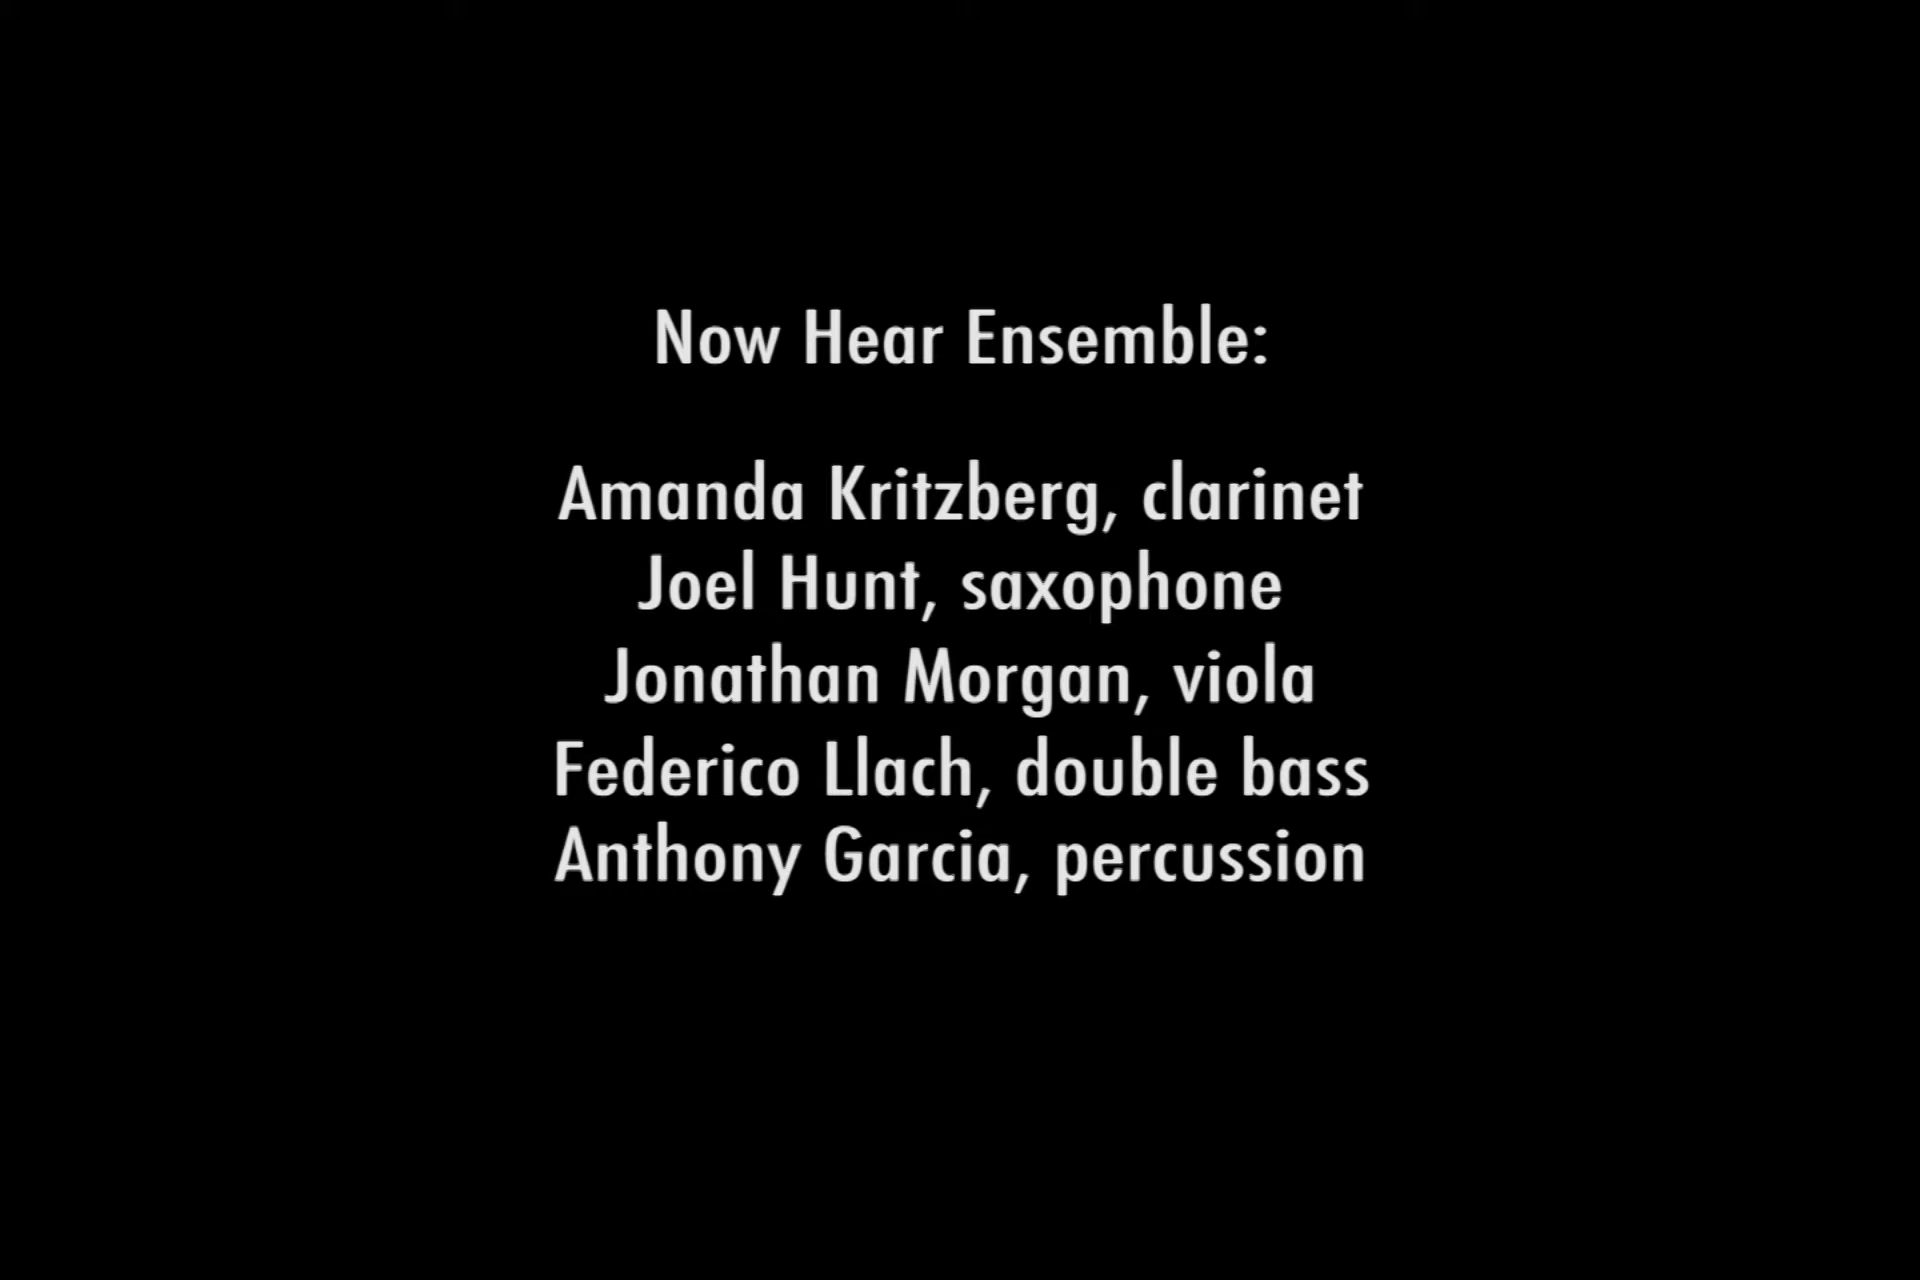 Now Hear Ensemble:
Amanda Kritzberg, clarinet
Joel Hunt, saxophone
Jonathan Morgan, viola
Federico Llach, double bass
Anthony Garcia, percussion